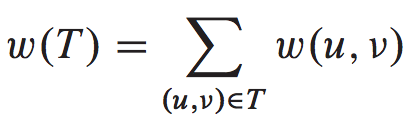 w(T) = ∑ w(u, v)
(u,v)∈T